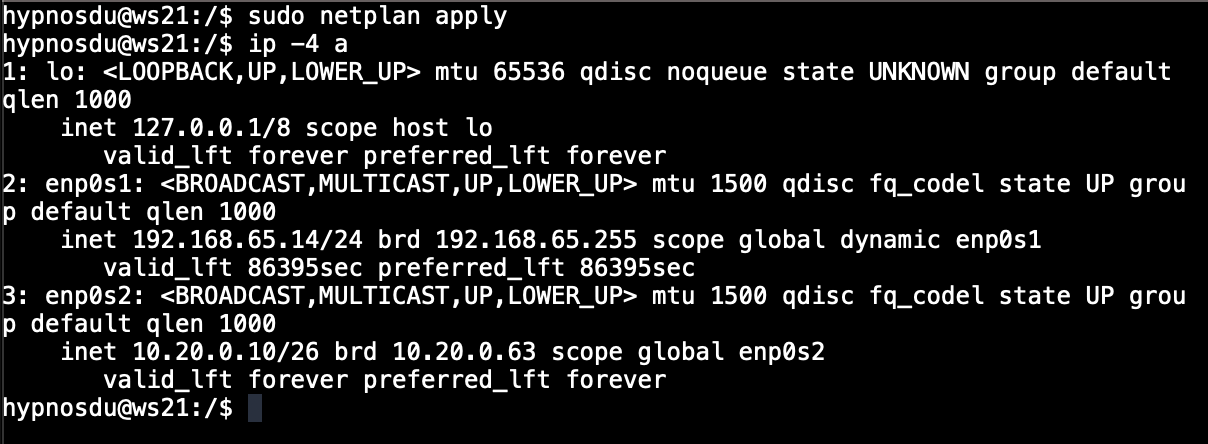 hypnosdu@ws21:/$ sudo netplan apply
hypnosdu@ws21:/$ ip -4 a
1: lo: <LOOPBACK,UP,LOWER_UP> mtu 65536 qdisc noqueue state UNKNOWN group default
qlen 1000
    inet 127.0.0.1/8 scope host lo
       valid_lft forever preferred_lft forever
2: enp0s1: <BROADCAST,MULTICAST,UP,LOWER_UP> mtu 1500 qdisc fq_codel state UP grou
p default qlen 1000
    inet 192.168.65.14/24 brd 192.168.65.255 scope global dynamic enp0s1
       valid_lft 86395sec preferred_lft 86395sec
3: enp0s2: <BROADCAST,MULTICAST,UP,LOWER_UP> mtu 1500 qdisc fq_codel state UP grou
p default qlen 1000
    inet 10.20.0.10/26 brd 10.20.0.63 scope global enp0s2
       valid_lft forever preferred_lft forever
hypnosdu@ws21:/$